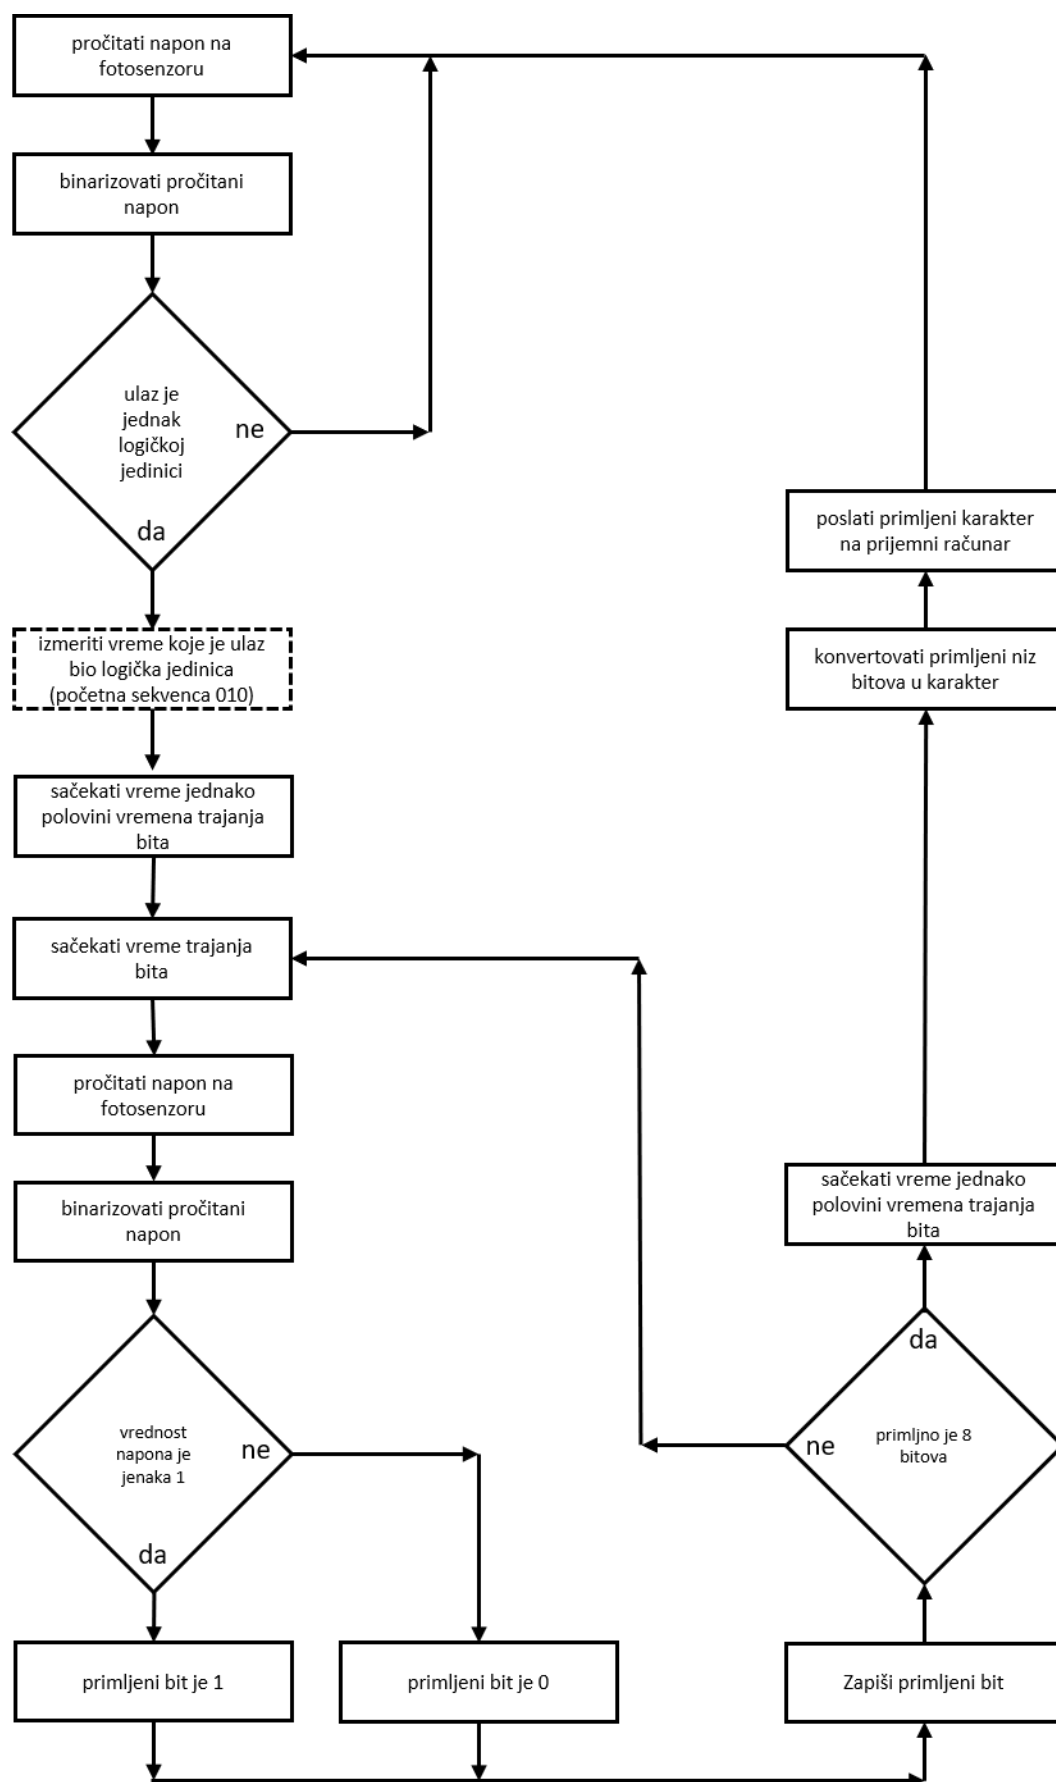 pročitati napon na
fotosenzoru
binarizovati pročitani
napon
ulaz je
jednak
logičkoj
jedinici
ne
da
izmeriti vreme koje je ulaz
bio logička jedinica
(početna sekvenca 010)
sačekati vreme jednako
polovini vremena trajanja
bita
sačekati vreme trajanja
bita
pročitati napon na
fotosenzoru
binarizovati pročitani
napon
vrednost
napona je
jenaka 1
ne
da
primljeni bit je 1
primljeni bit je 0
Zapiši primljeni bit
primljno je 8
bitova
ne
da
sačekati vreme jednako
polovini vremena trajanja
bita
konvertovati primljeni niz
bitova u karakter
poslati primljeni karakter
na prijemni računar